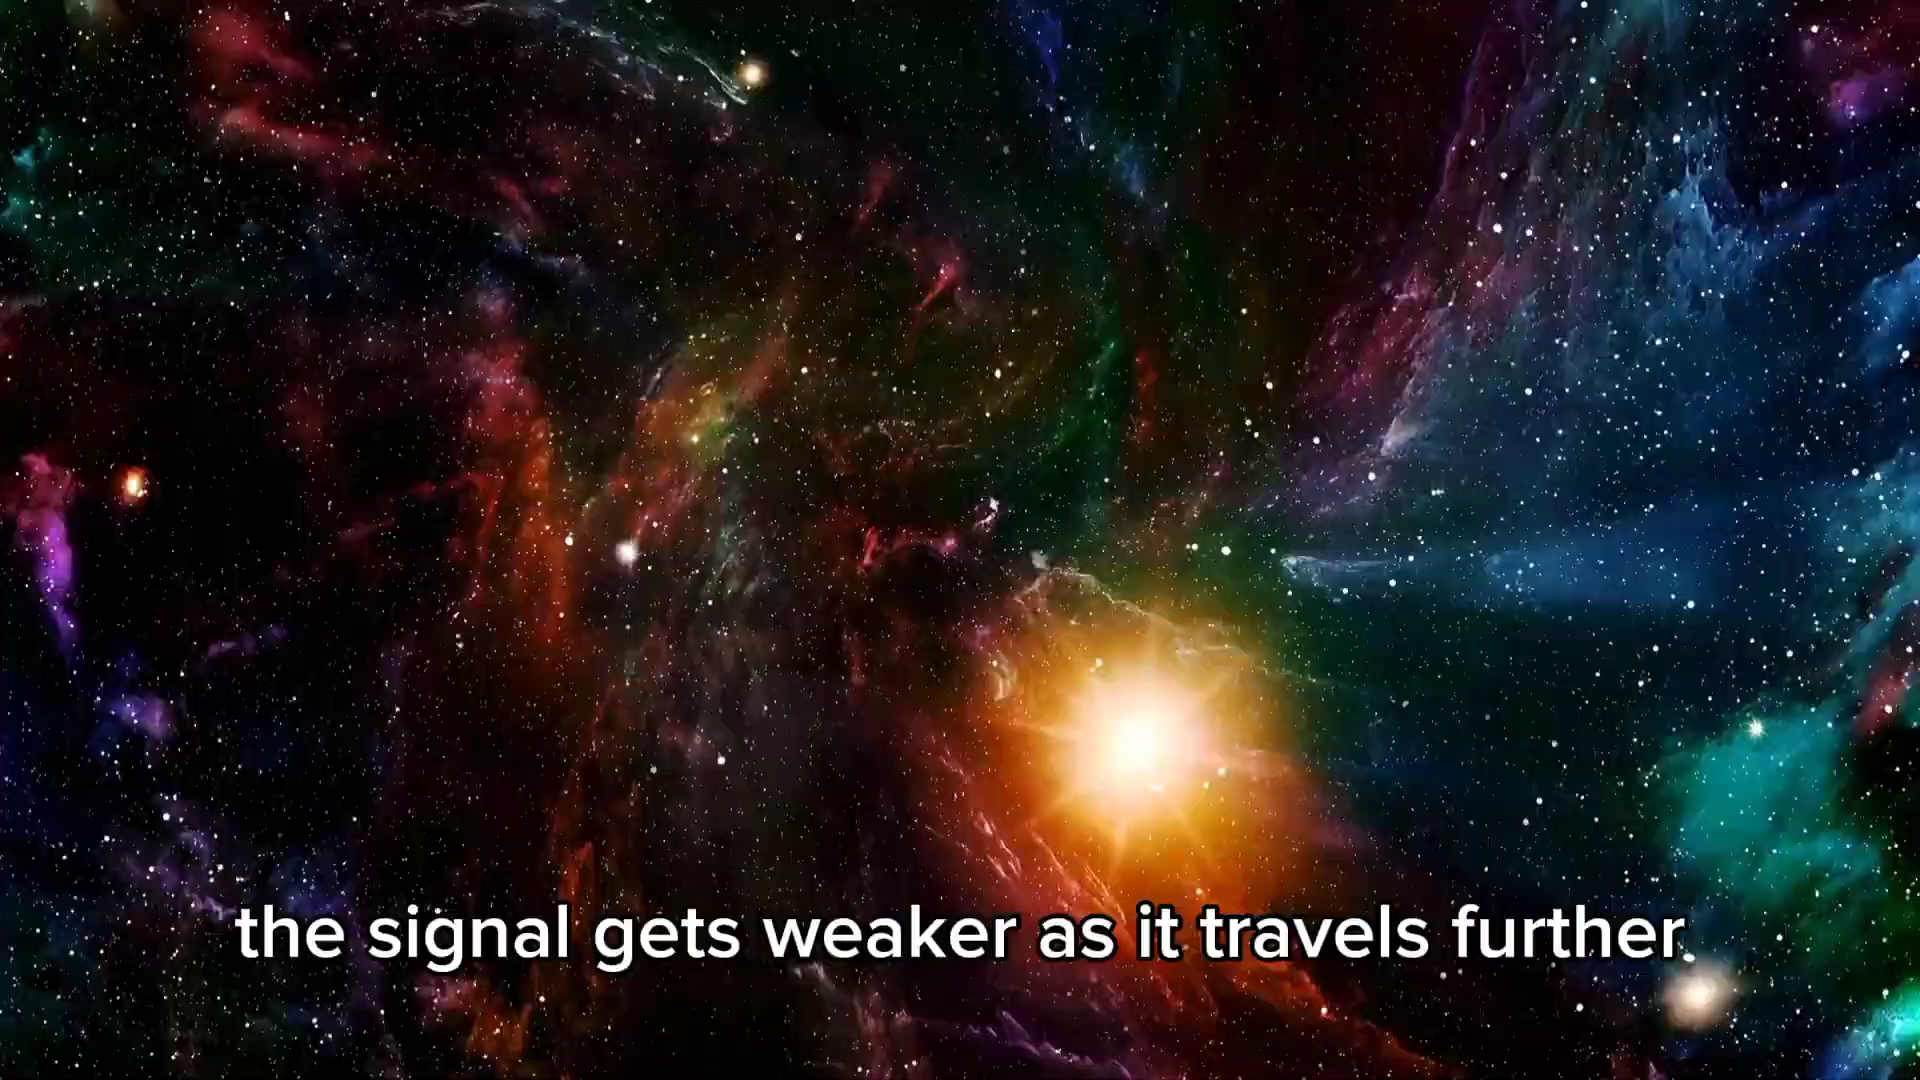 the signal gets weaker as it travels further